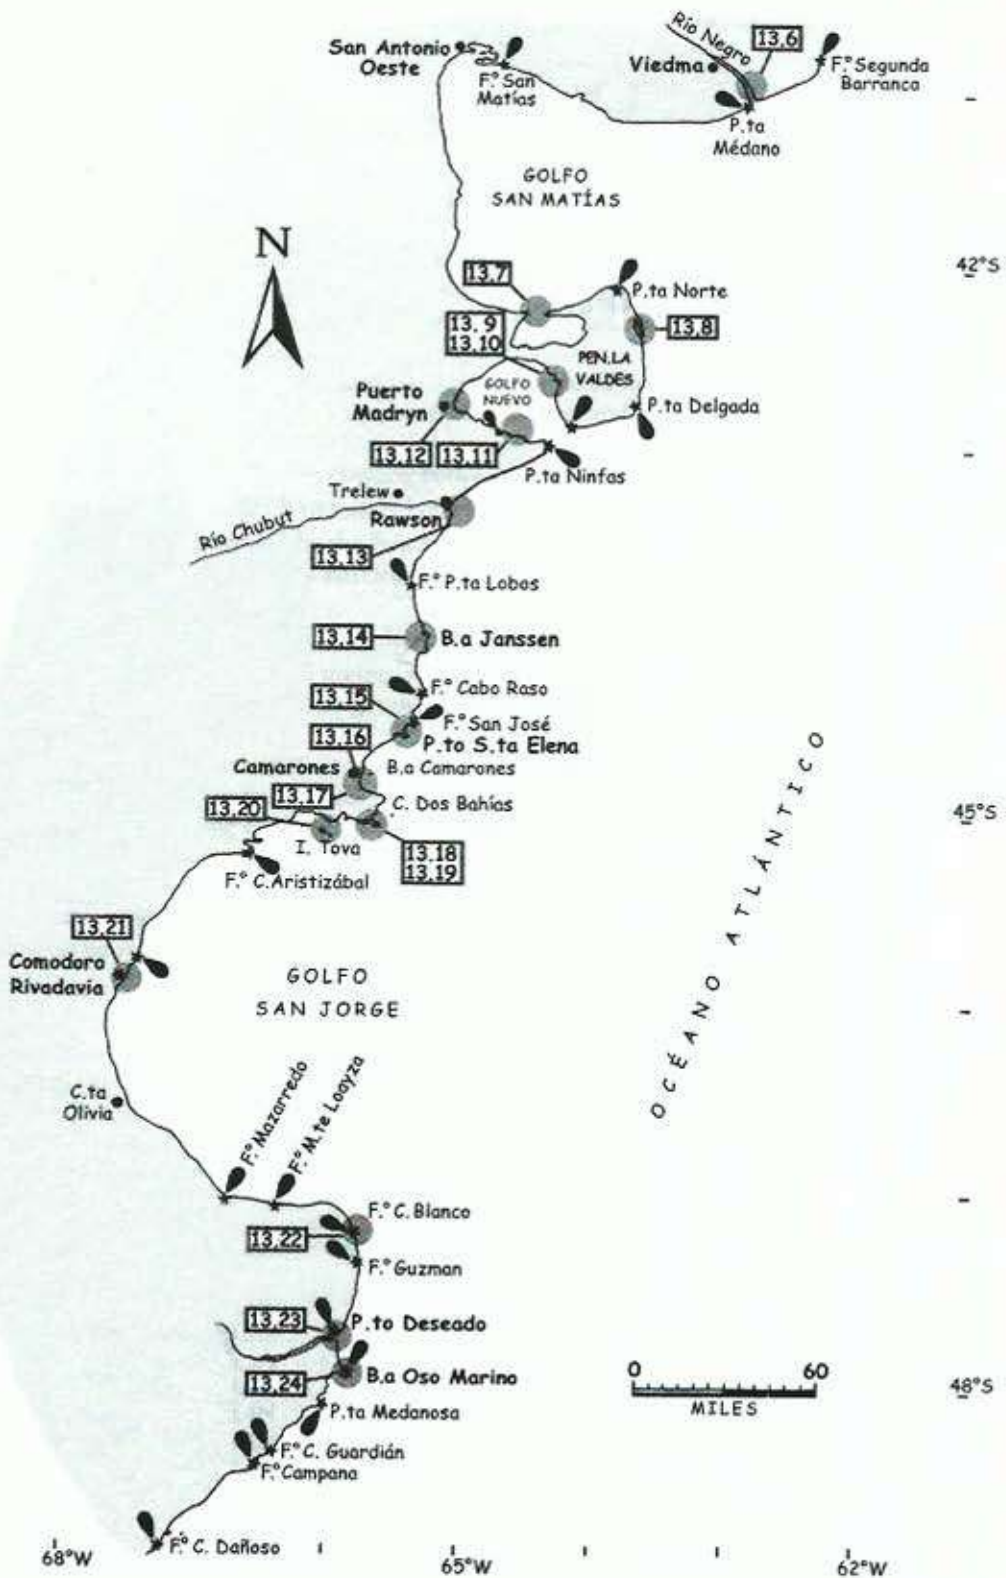 San Antonio
Oeste
F.º San
Matías
Río Negro
Viedma
13.6
F.º Segunda
Barranca
P.ta
Médano
GOLFO
SAN MATÍAS
N
42°S
13.7
P.ta Norte
13.8
13.9
13.10
PEN.LA
VALDES
GOLFO
NUEVO
Puerto
Madryn
P.ta Delgada
13.12
13.11
P.ta Ninfas
Trelew
Río Chubut
Rawson
13.13
F.º P.ta Lobos
13.14
B.a Janssen
F.º Cabo Raso
13.15
F.º San José
P.to S.ta Elena
13.16
Camarones
B.a Camarones
13.17
13.20
C. Dos Bahías
45°S
I. Tova
13.18
13.19
F.º C.Aristizábal
13.21
Comodoro
Rivadavia
GOLFO
SAN JORGE
OCÉANO ATLÁNTICO
C.ta
Olivia
F.º Mazarredo
F.º M.te Loayza
F.º C. Blanco
13.22
F.º Guzman
13.23
P.to Deseado
13.24
B.a Oso Marino
P.ta Medanosa
0 60
MILES
48°S
F.º C. Guardián
F.º Campana
F.º C. Dañoso
68°W
65°W
62°W